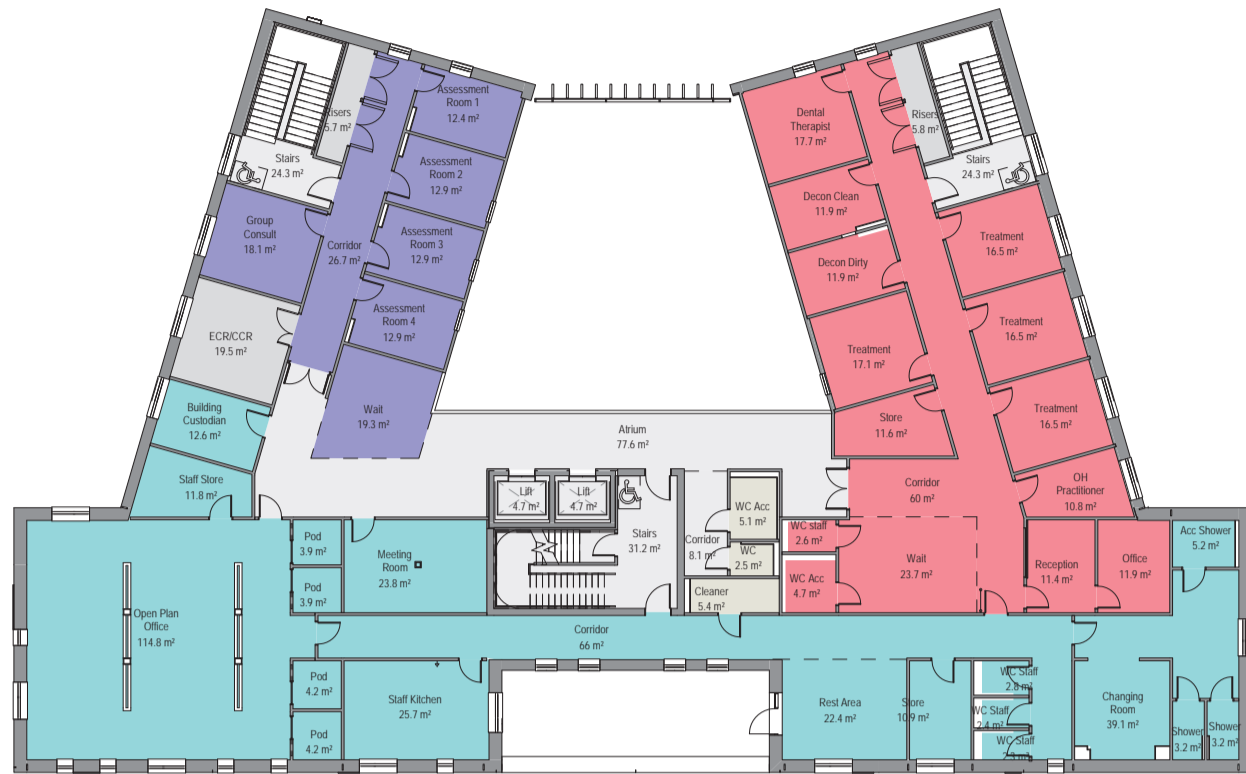 Assessment
Room 1
12.4 m²
Risers
5.7 m²
Stairs
24.3 m²
Assessment
Room 2
12.9 m²
Group
Consult
18.1 m²
Corridor
26.7 m²
Assessment
Room 3
12.9 m²
Assessment
Room 4
12.9 m²
ECR/CCR
19.5 m²
Wait
19.3 m²
Building
Custodian
12.6 m²
Staff Store
11.8 m²
Dental
Therapist
17.7 m²
Risers
5.8 m²
Stairs
24.3 m²
Decon Clean
11.9 m²
Decon Dirty
11.9 m²
Treatment
16.5 m²
Treatment
16.5 m²
Treatment
17.1 m²
Treatment
16.5 m²
Store
11.6 m²
Atrium
77.6 m²
Corridor
60 m²
OH
Practitioner
10.8 m²
Lift
4.7 m²
Lift
4.7 m²
Stairs
31.2 m²
Corridor
8.1 m²
WC Acc
5.1 m²
WC
2.5 m²
Cleaner
5.4 m²
WC staff
2.6 m²
WC Acc
4.7 m²
Wait
23.7 m²
Reception
11.4 m²
Office
11.9 m²
Acc Shower
5.2 m²
Pod
3.9 m²
Pod
3.9 m²
Meeting
Room
23.8 m²
Open Plan
Office
114.8 m²
Corridor
66 m²
Pod
4.2 m²
Pod
4.2 m²
Staff Kitchen
25.7 m²
Rest Area
22.4 m²
Store
10.9 m²
WC Staff
2.8 m²
WC Staff
2.4 m²
WC Staff
Changing
Room
39.1 m²
Shower
3.2 m²
Shower
3.2 m²